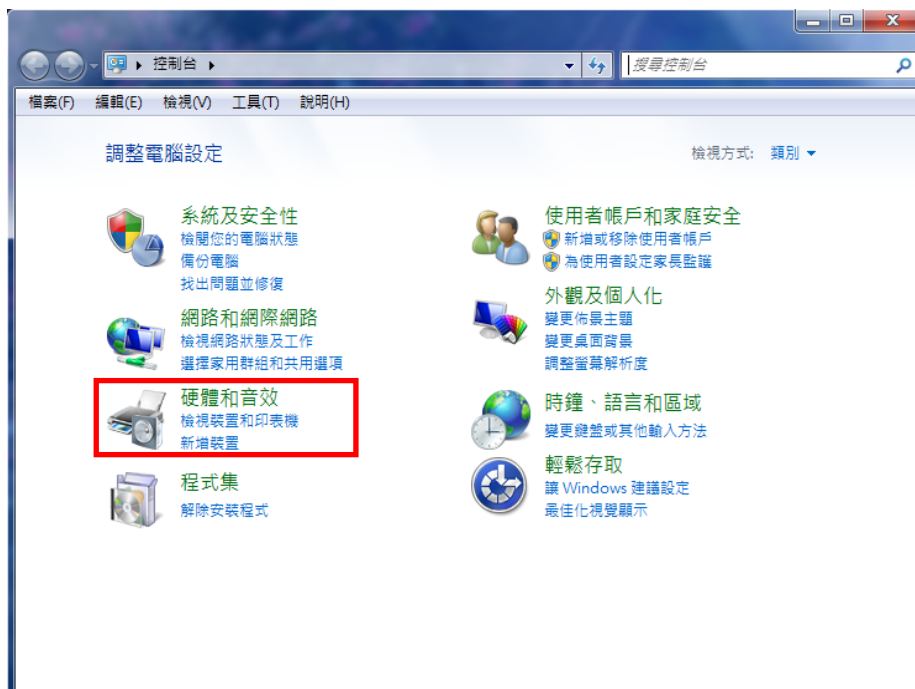 控制台
搜尋控制台
檔案(F) 編輯(E) 檢視(V) 工具(T) 說明(H)
調整電腦設定
檢視方式: 類別
系統及安全性
檢閱您的電腦狀態
備份電腦
找出問題並修復
網路和網際網路
檢視網路狀態及工作
選擇家用群組和共用選項
硬體和音效
檢視裝置和印表機
新增裝置
程式集
解除安裝程式
使用者帳戶和家庭安全
新增或移除使用者帳戶
為使用者設定家長監護
外觀及個人化
變更佈景主題
變更桌面背景
調整螢幕解析度
時鐘、語言和區域
變更鍵盤或其他輸入方法
輕鬆存取
讓 Windows 建議設定
最佳化視覺顯示